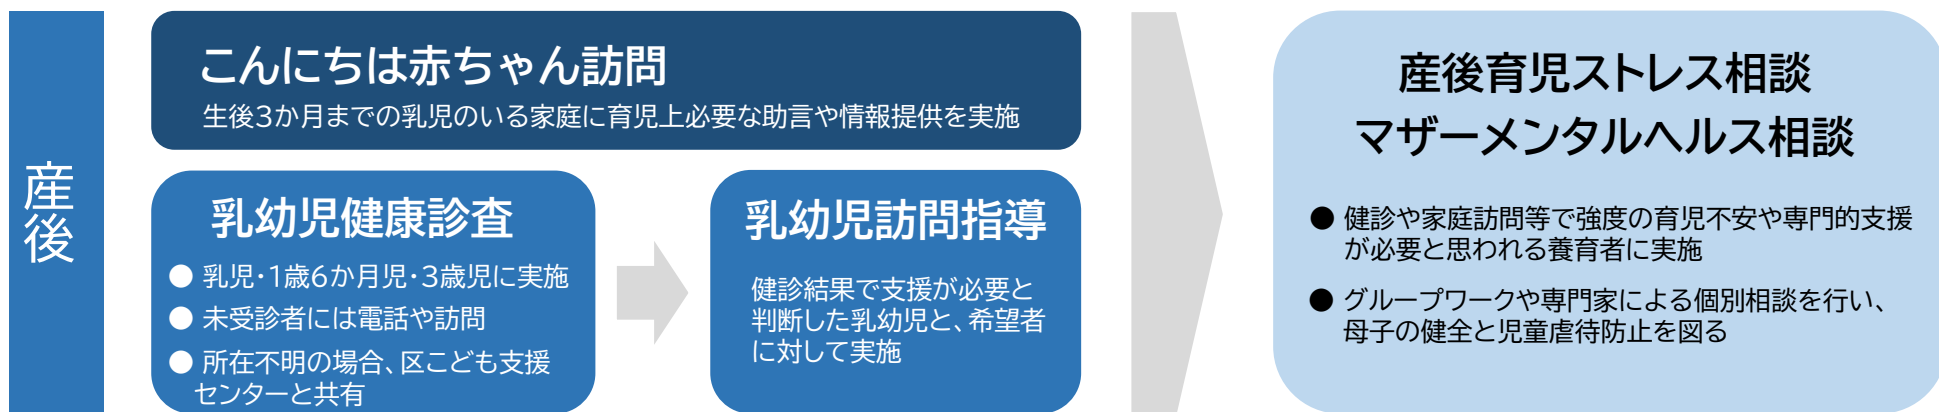 産後
こんにちは赤ちゃん訪問
生後3か月までの乳児のいる家庭に育児上必要な助言や情報提供を実施
乳幼児健康診査
● 乳児・1歳6か月児・3歳児に実施
● 未受診者には電話や訪問
● 所在不明の場合、区こども支援
センターと共有
乳幼児訪問指導
健診結果で支援が必要と
判断した乳幼児と、希望者
に対して実施
産後育児ストレス相談
マザーメンタルヘルス相談
● 健診や家庭訪問等で強度の育児不安や専門的支援
が必要と思われる養育者に実施
● グループワークや専門家による個別相談を行い、
母子の健全と児童虐待防止を図る